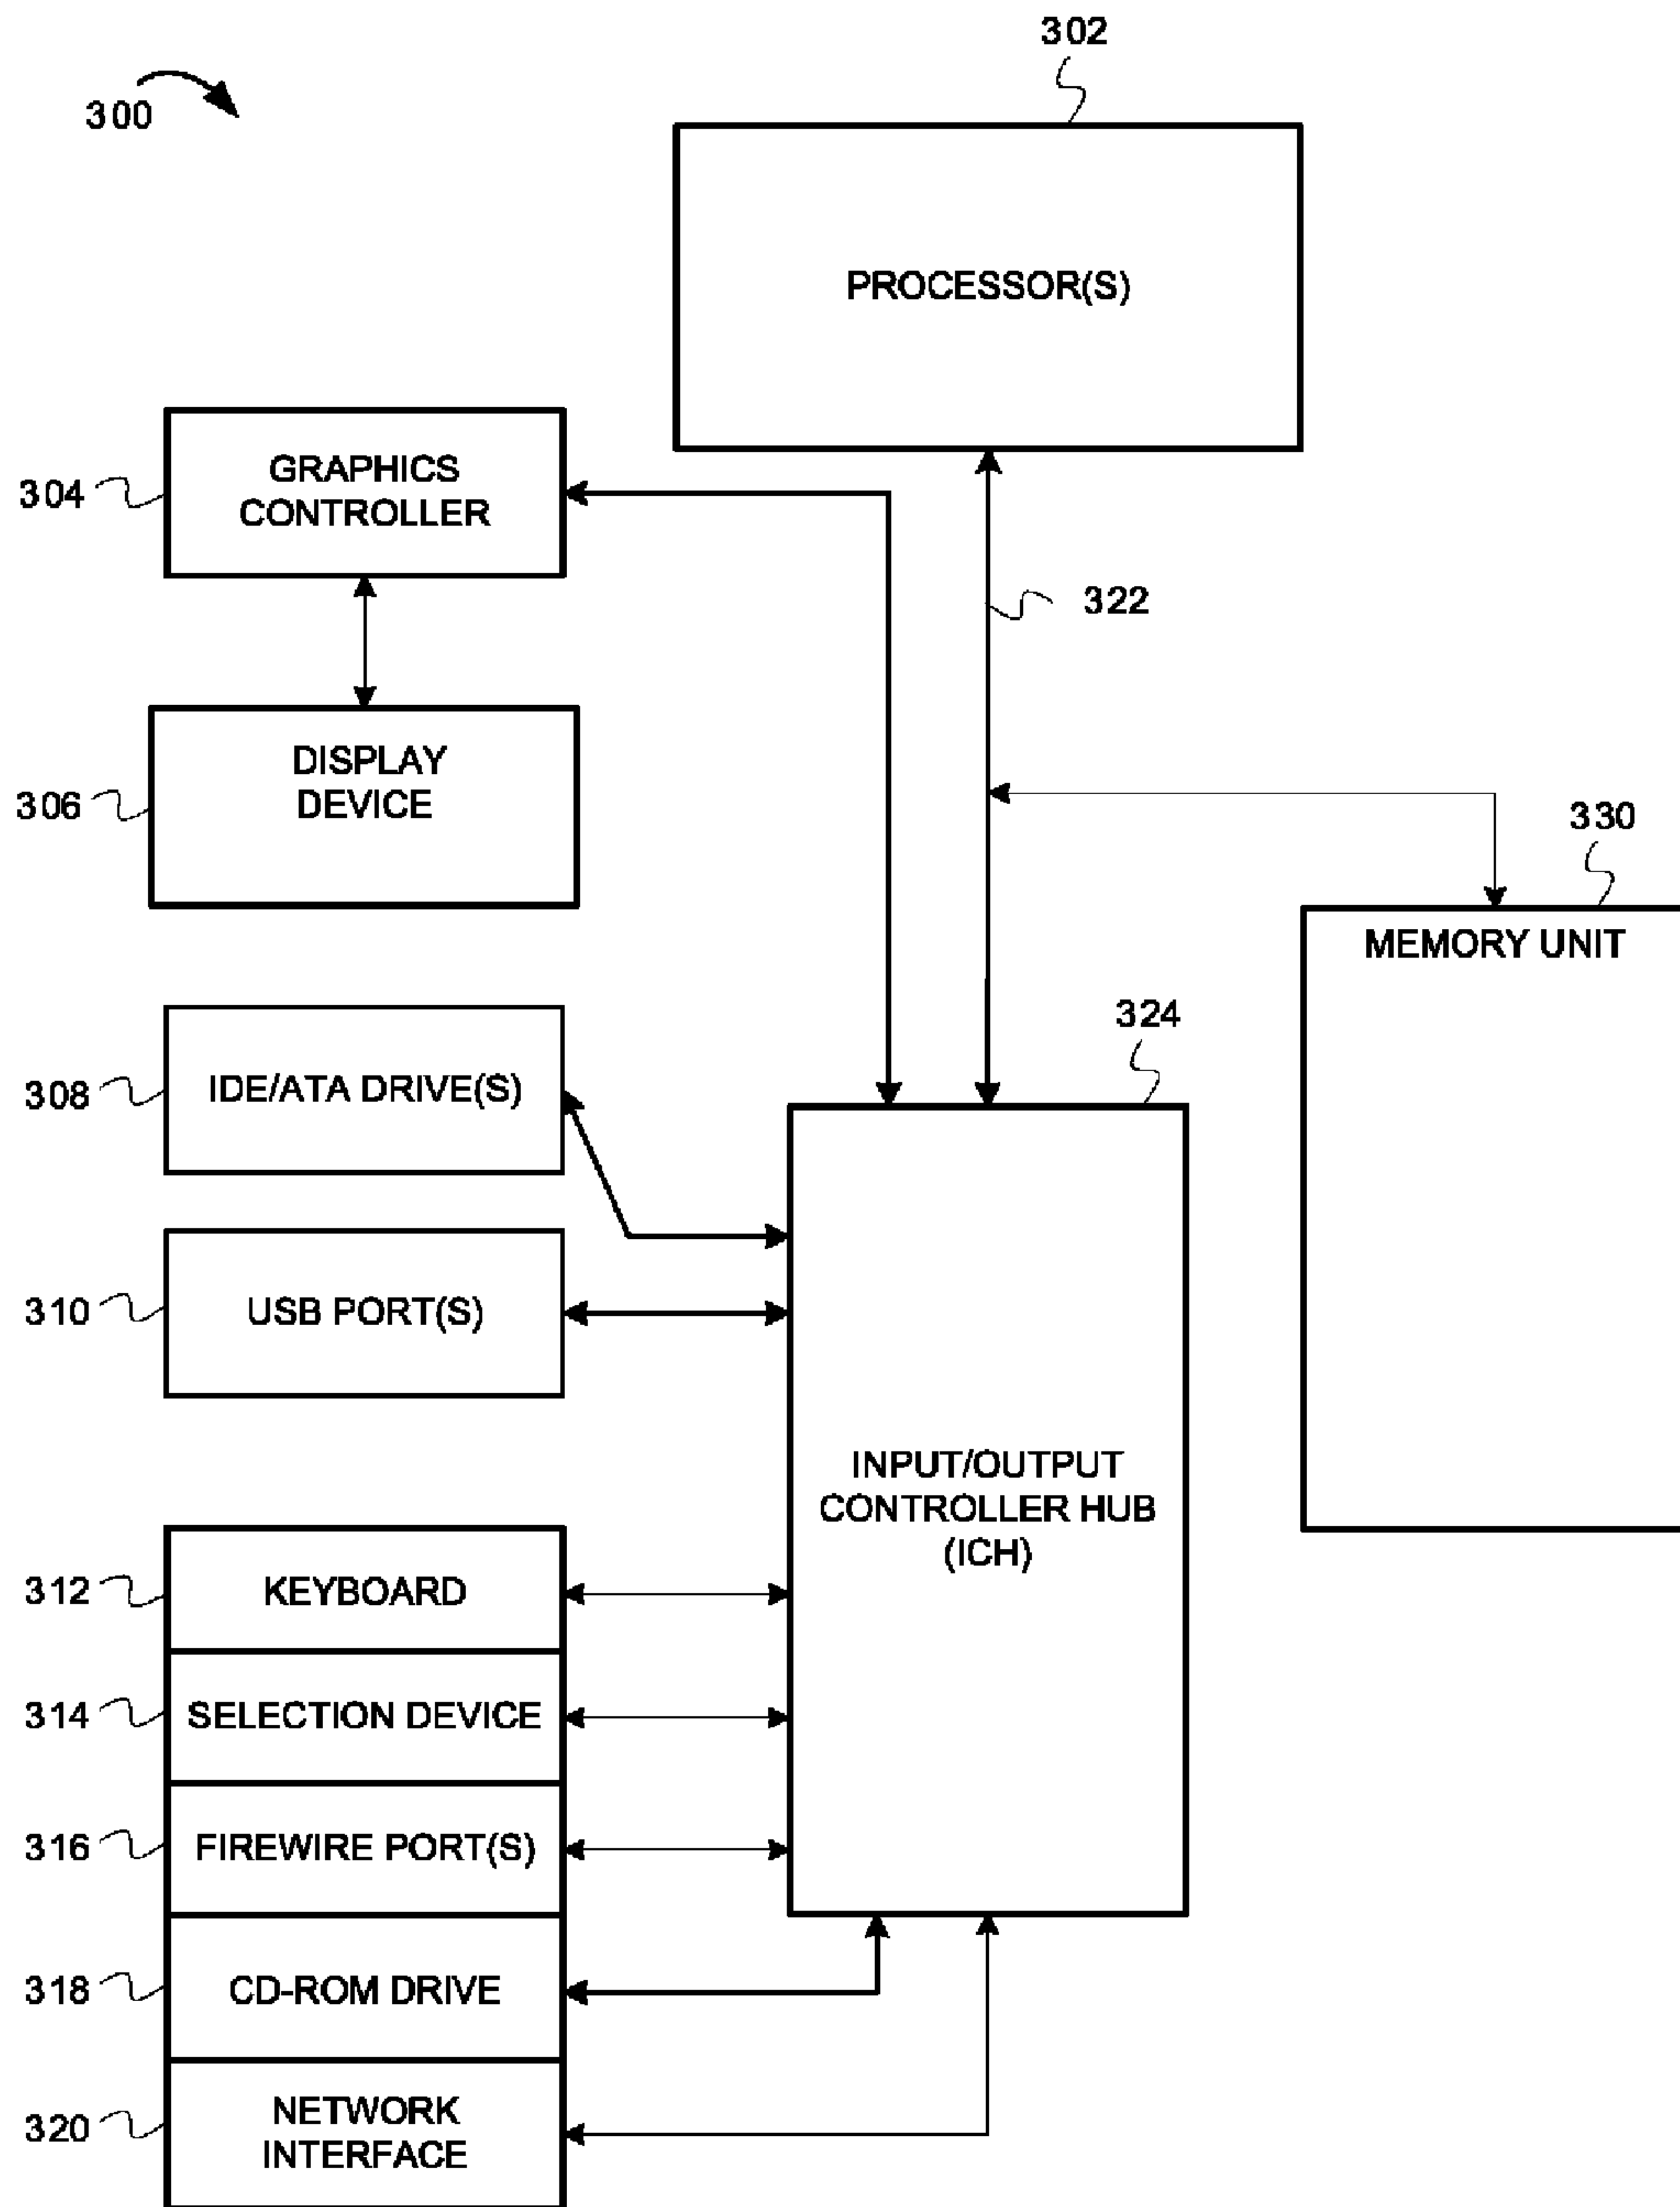 302
300
PROCESSOR(S)
GRAPHICS
CONTROLLER
304
322
DISPLAY
DEVICE
306
330
MEMORY UNIT
324
308
IDE/ATA DRIVE(S)
310
USB PORT(S)
INPUT/OUTPUT
CONTROLLER HUB
(ICH)
312
KEYBOARD
314
SELECTION DEVICE
316
FIREWIRE PORT(S)
318
CD-ROM DRIVE
320
NETWORK
INTERFACE